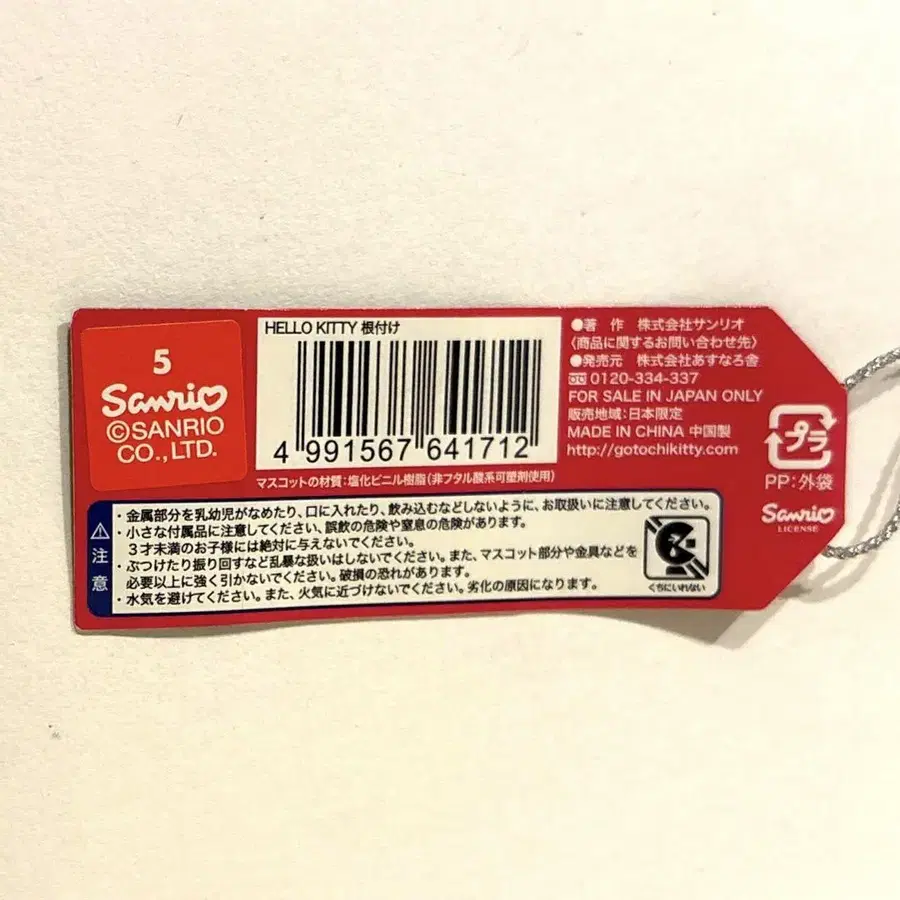 5
Sanrio
©SANRIO
CO., LTD.
HELLO KITTY 根付け
4 991567 641712
マスコットの材質:塩化ビニル樹脂(非フタル酸系可塑剤使用)
●著 作 株式会社サンリオ
〈商品に関するお問い合わせ先〉
●発売元 株式会社あすなろ舎
0120-334-337
FOR SALE IN JAPAN ONLY
販売地域:日本限定
MADE IN CHINA 中国製
http://gotochikitty.com
プラ
PP:外袋
Sanrio
LICENSE
注意
・金属部分を乳幼児がなめたり、口に入れたり、飲み込むなどしないように、お取扱いに注意してください。
・小さな付属品に注意してください、誤飲の危険や窒息の危険があります。
3才未満のお子様には絶対に与えないでください。
・ぶつけたり振り回すなど乱暴な扱いはしないでください。また、マスコット部分や金具などを
必要以上に強く引かないでください。破損の恐れがあります。
・水気を避けてください。また、火気に近づけないでください。劣化の原因になります。
くちにいれない